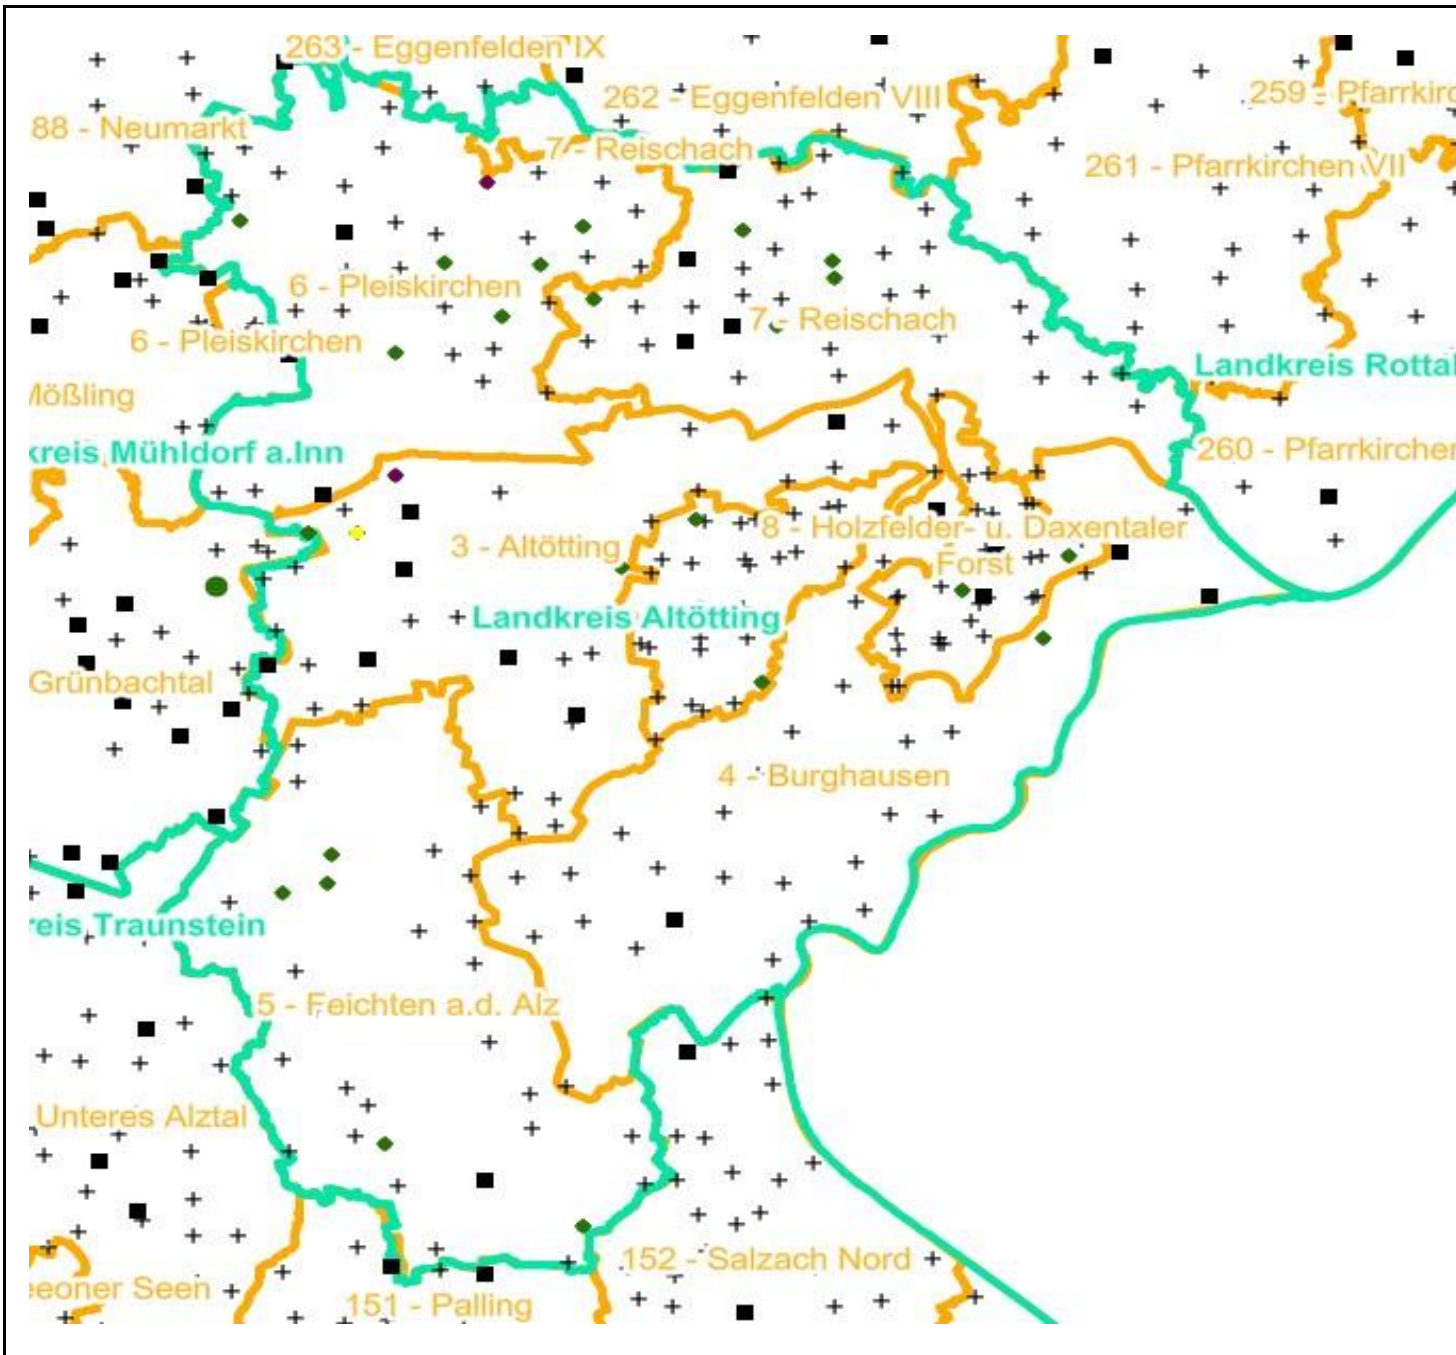 263 - Eggenfelden IX
262 - Eggenfelden VIII
259 - Pfarrkirc
88 - Neumarkt
7 - Reischach
261 - Pfarrkirchen VII
6 - Pleiskirchen
7 - Reischach
6 - Pleiskirchen
Landkreis Rottal
Mößling
kreis Mühldorf a.Inn
260 - Pfarrkirchen
8 - Holzfelder- u. Daxentaler
Forst
3 - Altötting
Landkreis Altötting
Grünbachtal
4 - Burghausen
reis Traunstein
5 - Feichten a.d. Alz
Unteres Alztal
152 - Salzach Nord
eeoner Seen
151 - Palling